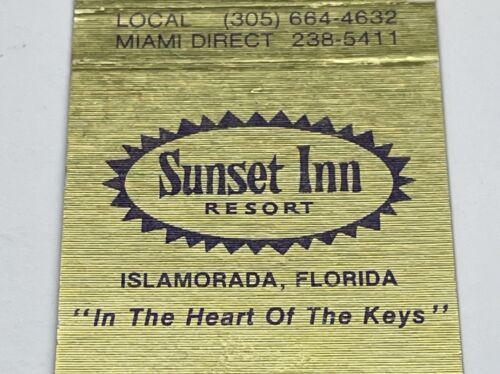 LOCAL (305) 664-4632
MIAMI DIRECT 238-5411
Sunset Inn
RESORT
ISLAMORADA, FLORIDA
"In The Heart Of The Keys"